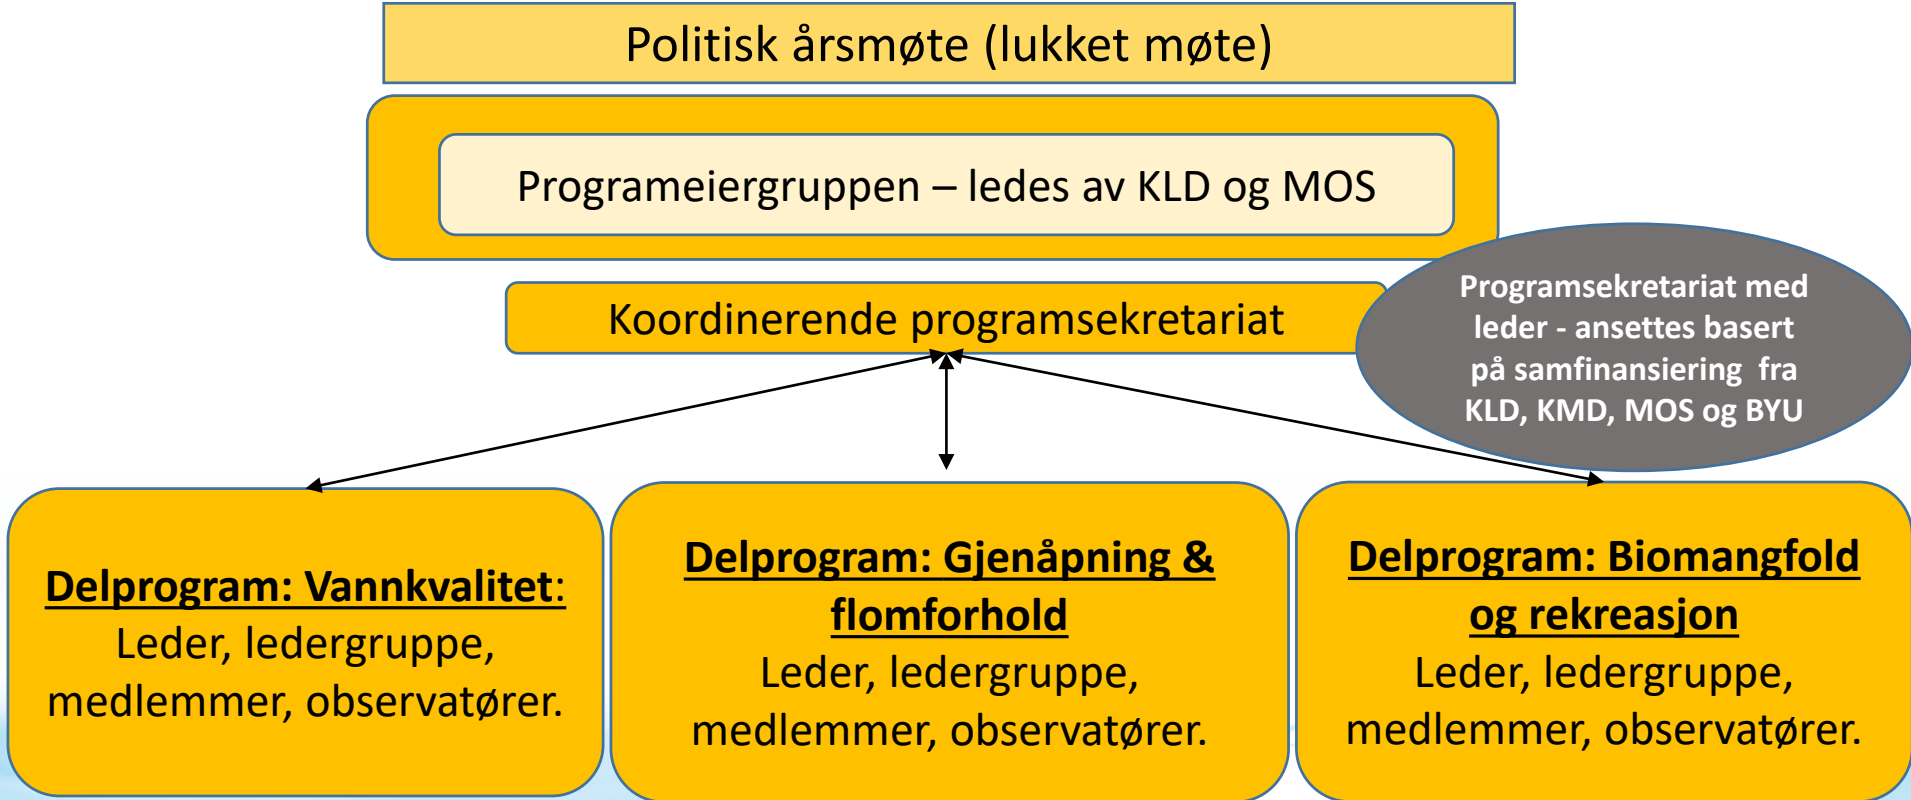 Politisk årsmøte (lukket møte)
Programeiergruppen – ledes av KLD og MOS
Koordinerende programsekretariat
Programsekretariat med
leder - ansettes basert
på samfinansiering  fra
KLD, KMD, MOS og BYU
Delprogram: Vannkvalitet:
Leder, ledergruppe,
medlemmer, observatører.
Delprogram: Gjenåpning &
flomforhold
Leder, ledergruppe,
medlemmer, observatører.
Delprogram: Biomangfold
og rekreasjon
Leder, ledergruppe,
medlemmer, observatører.